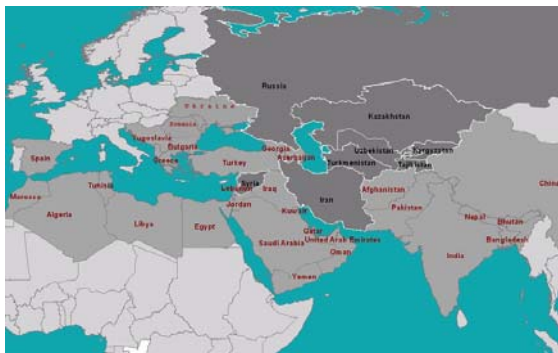 Russia
Ukraine
Kazakhstan
Romania
Yugoslavia
Bulgaria
Georgia
Uzbekistan
Kyrgyzstan
Spain
Greece
Turkey
Azerbaijan
Turkmenistan
Tajikistan
Tunisia
Syria
China
Morocco
Lebanon
Iraq
Iran
Afghanistan
Algeria
Jordan
Pakistan
Libya
Egypt
Kuwait
Nepal
Bhutan
Qatar
Saudi Arabia
United Arab Emirates
Bangladesh
Oman
India
Yemen